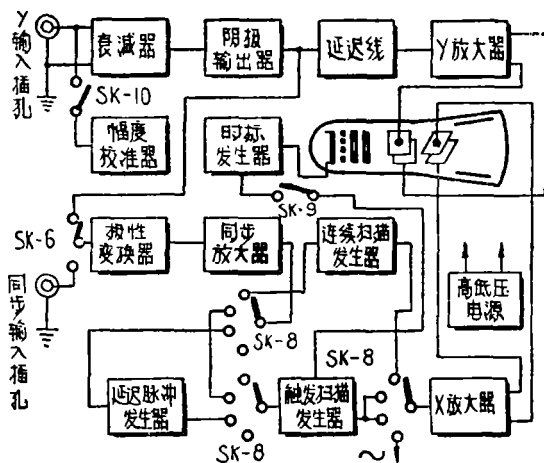 Y输入插孔
衰减器
阴极
输出器
延迟线
Y放大器
SK-10
幅度
校准器
时标
发生器
SK-9
SK-6
极性
变换器
同步
放大器
连续扫描
发生器
高低压
电源
同步输入插孔
SK-8
SK-8
延迟脉冲
发生器
触发扫描
发生器
X放大器
SK-8
～